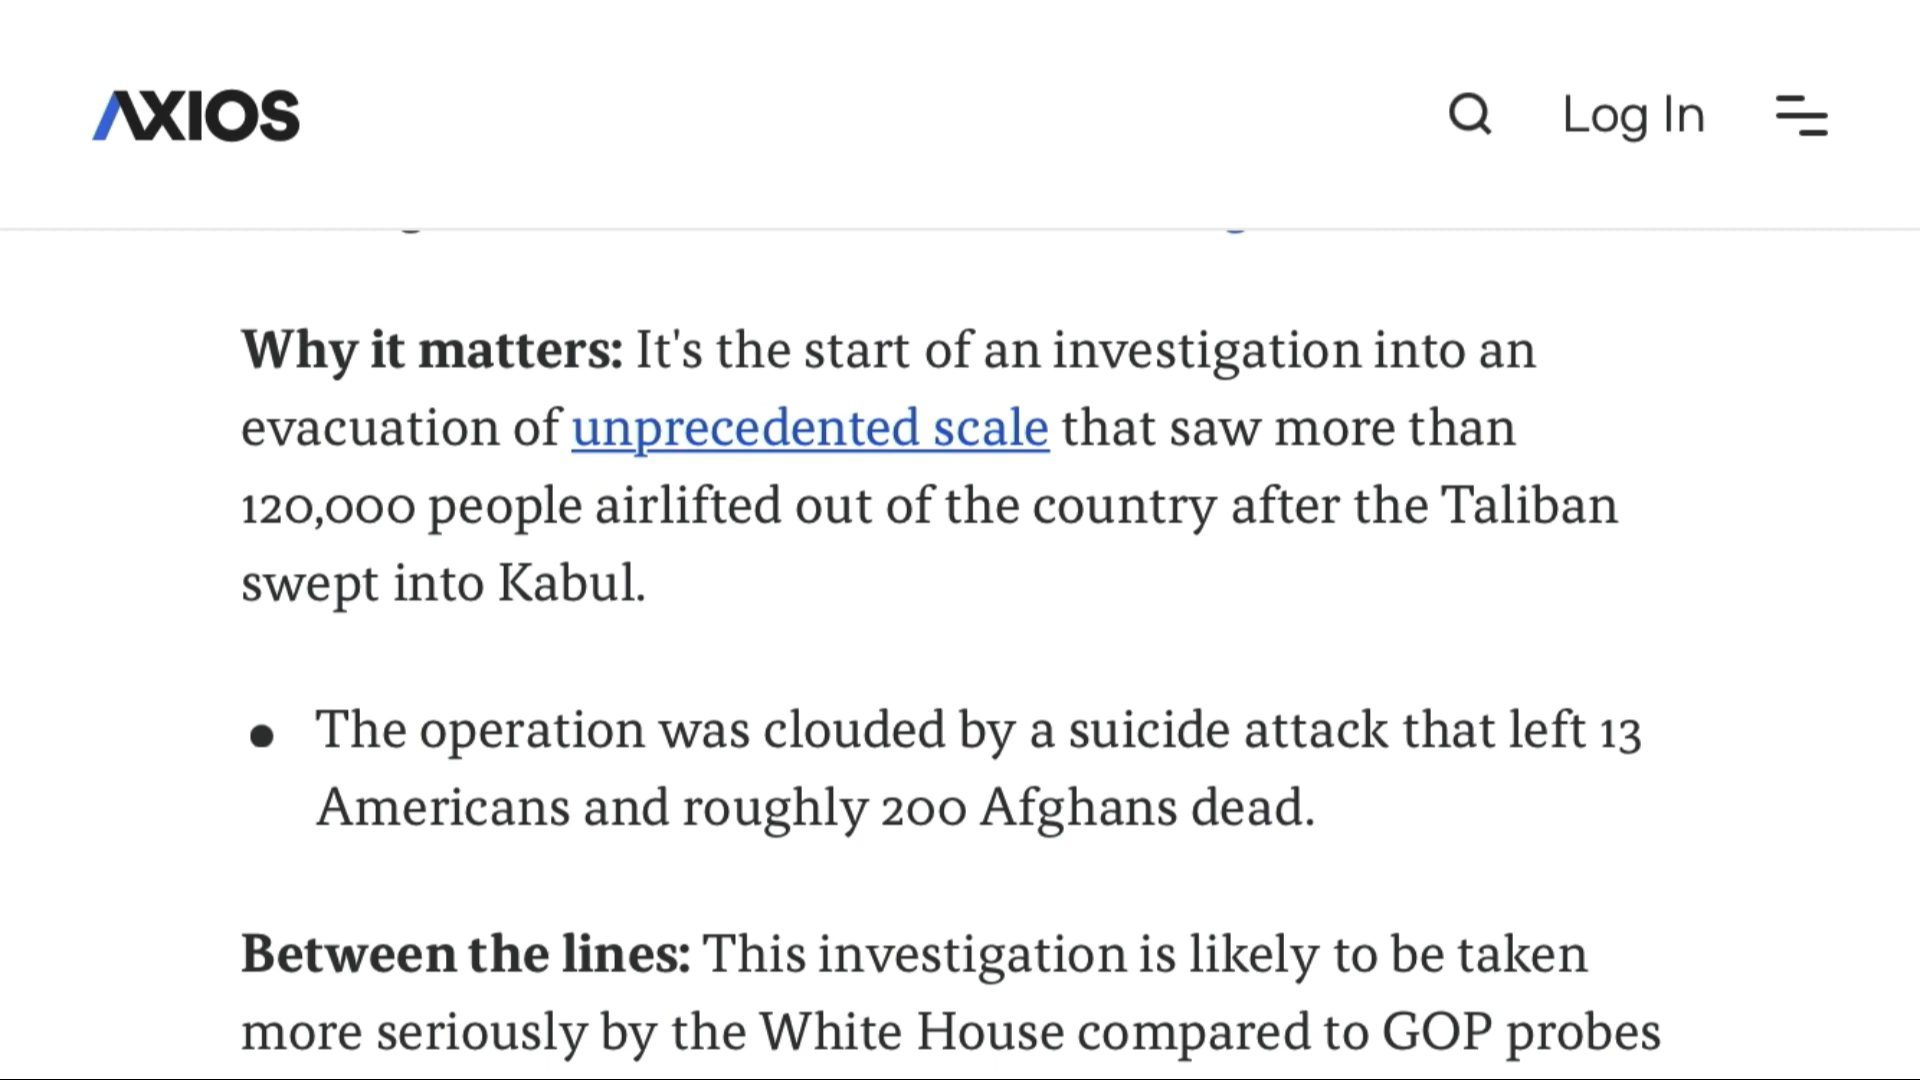 AXIOS
Log In
Why it matters: It's the start of an investigation into an
evacuation of unprecedented scale that saw more than
120,000 people airlifted out of the country after the Taliban
swept into Kabul.
• The operation was clouded by a suicide attack that left 13
Americans and roughly 200 Afghans dead.
Between the lines: This investigation is likely to be taken
more seriously by the White House compared to GOP probes